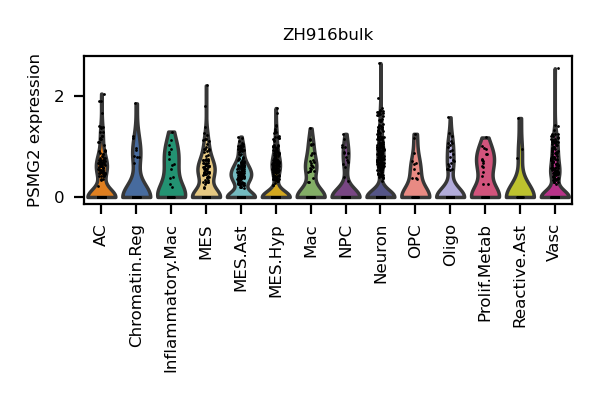 ZH916bulk
PSMG2 expression
2
0
AC
Chromatin.Reg
Inflammatory.Mac
MES
MES.Ast
MES.Hyp
Mac
NPC
Neuron
OPC
Oligo
Prolif.Metab
Reactive.Ast
Vasc